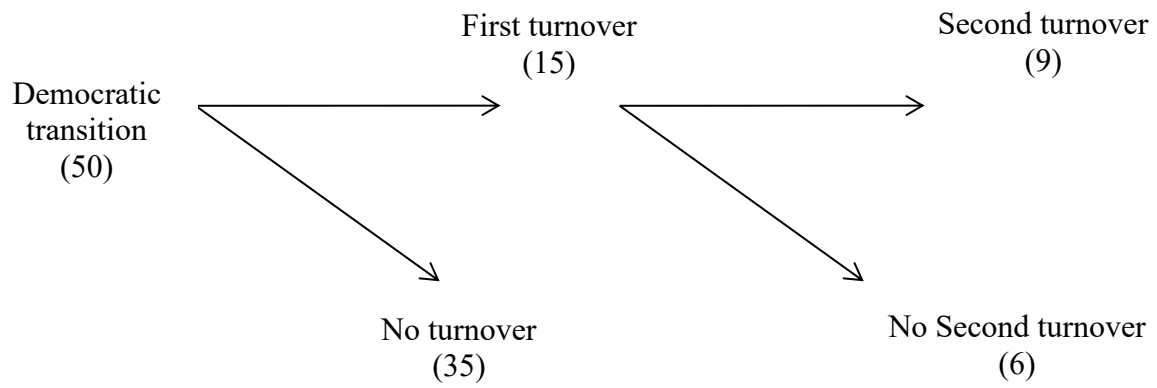 First turnover
(15)
Second turnover
(9)
Democratic
transition
(50)
No turnover
(35)
No Second turnover
(6)